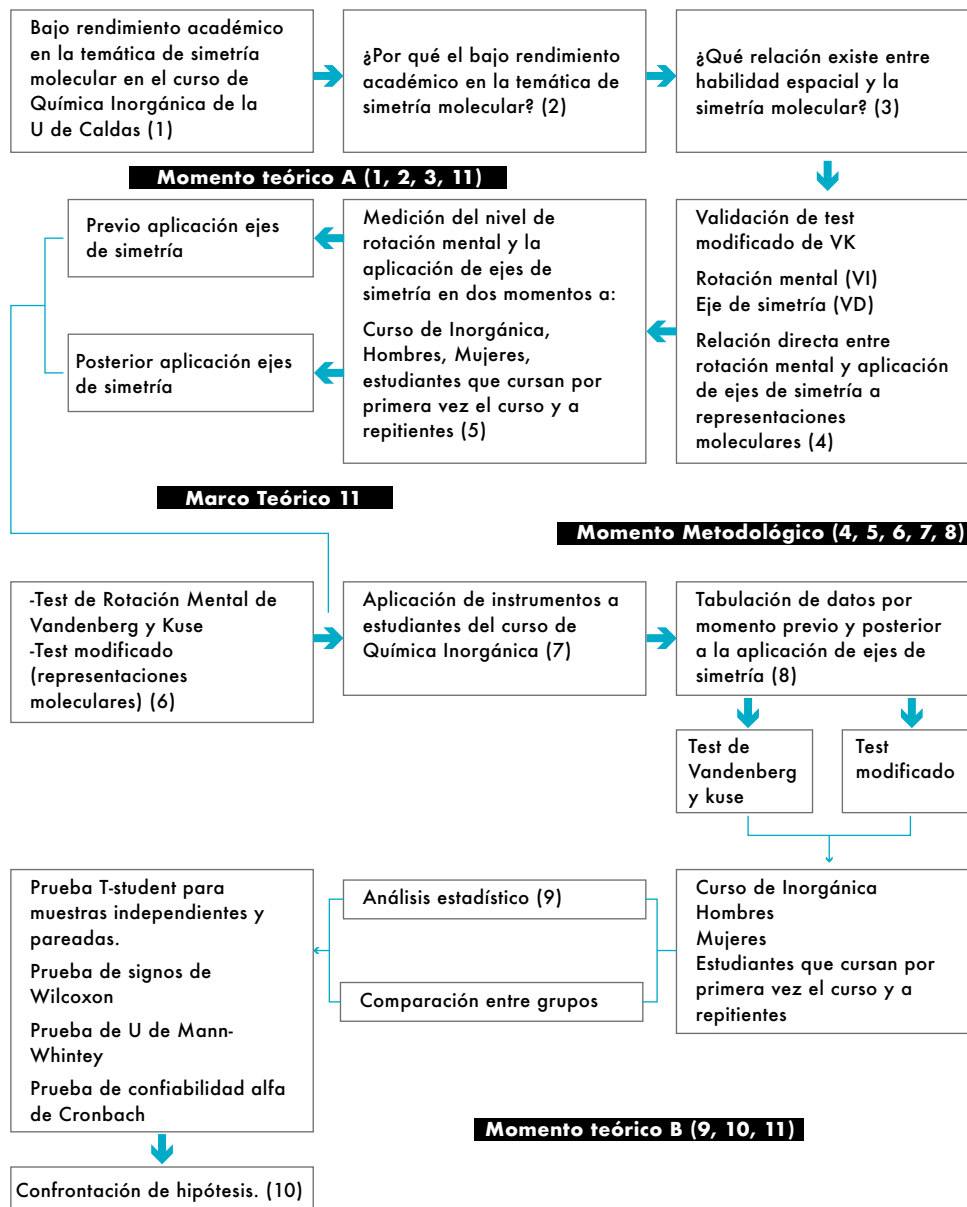 Bajo rendimiento académico
en la temática de simetría
molecular en el curso de
Química Inorgánica de la
U de Caldas (1)
¿Por qué el bajo rendimiento
académico en la temática de
simetría molecular? (2)
¿Qué relación existe entre
habilidad espacial y la
simetría molecular? (3)
Momento teórico A (1, 2, 3, 11)
Previo aplicación ejes
de simetría
Posterior aplicación ejes
de simetría
Medición del nivel de
rotación mental y la
aplicación de ejes de
simetría en dos momentos a:
Curso de Inorgánica,
Hombres, Mujeres,
estudiantes que cursan por
primera vez el curso y a
repitientes (5)
Validación de test
modificado de VK
Rotación mental (VI)
Eje de simetría (VD)
Relación directa entre
rotación mental y aplicación
de ejes de simetría a
representaciones
moleculares (4)
Marco Teórico 11
Momento Metodológico (4, 5, 6, 7, 8)
-Test de Rotación Mental de
Vandenberg y Kuse
-Test modificado
(representaciones
moleculares) (6)
Aplicación de instrumentos a
estudiantes del curso de
Química Inorgánica (7)
Tabulación de datos por
momento previo y posterior
a la aplicación de ejes de
simetría (8)
Test de
Vandenberg
y kuse
Test
modificado
Prueba T-student para
muestras independientes y
pareadas.
Prueba de signos de
Wilcoxon
Prueba de U de Mann-
Whintey
Prueba de confiabilidad alfa
de Cronbach
Análisis estadístico (9)
Comparación entre grupos
Curso de Inorgánica
Hombres
Mujeres
Estudiantes que cursan por
primera vez el curso y a
repitientes
Momento teórico B (9, 10, 11)
Confrontación de hipótesis. (10)